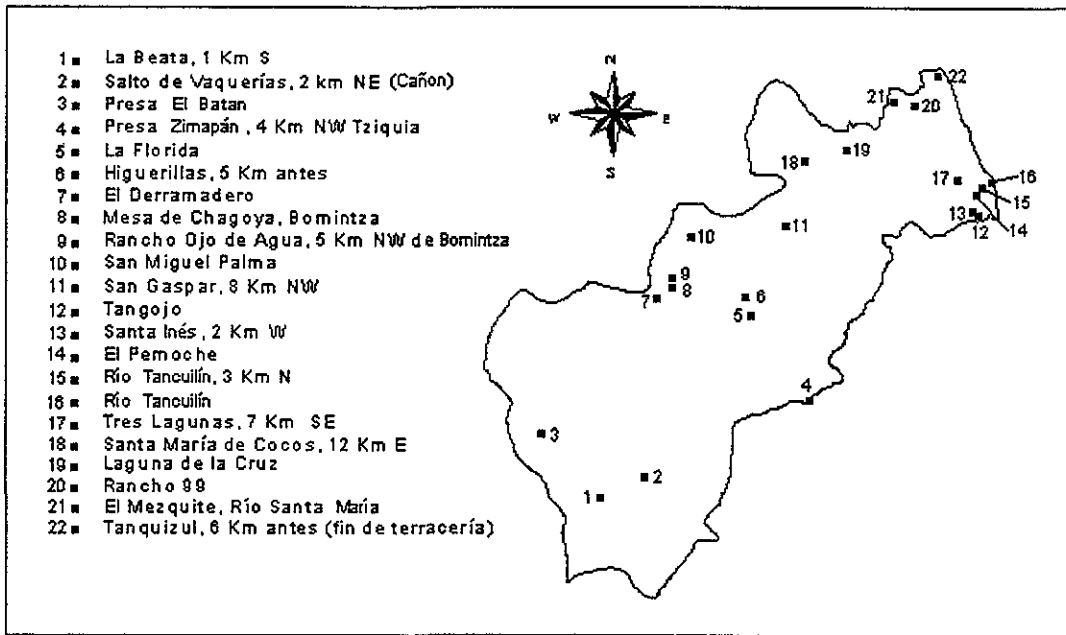 1 ■ La Beata, 1 Km S
2 ■ Salto de Vaquerías, 2 km NE (Cañon)
3 ■ Presa El Batan
4 ■ Presa Zimapán, 4 Km NW Tziquia
5 ■ La Florida
6 ■ Higuerillas, 5 Km antes
7 ■ El Derramadero
8 ■ Mesa de Chagoya, Bomintza
9 ■ Rancho Ojo de Agua, 5 Km NW de Bomintza
10 ■ San Miguel Palma
11 ■ San Gaspar, 8 Km NW
12 ■ Tangojo
13 ■ Santa Inés, 2 Km W
14 ■ El Pemoche
15 ■ Río Tancuilín, 3 Km N
16 ■ Río Tancuilín
17 ■ Tres Lagunas, 7 Km SE
18 ■ Santa María de Cocos, 12 Km E
19 ■ Laguna de la Cruz
20 ■ Rancho 99
21 ■ El Mezquite, Río Santa María
22 ■ Tanquizul, 6 Km antes (fin de terracería)
N
W E
S
22
21 20
19
18
17 16
15
13
12 14
11
10
9
8
7
6
5
4
3
2
1